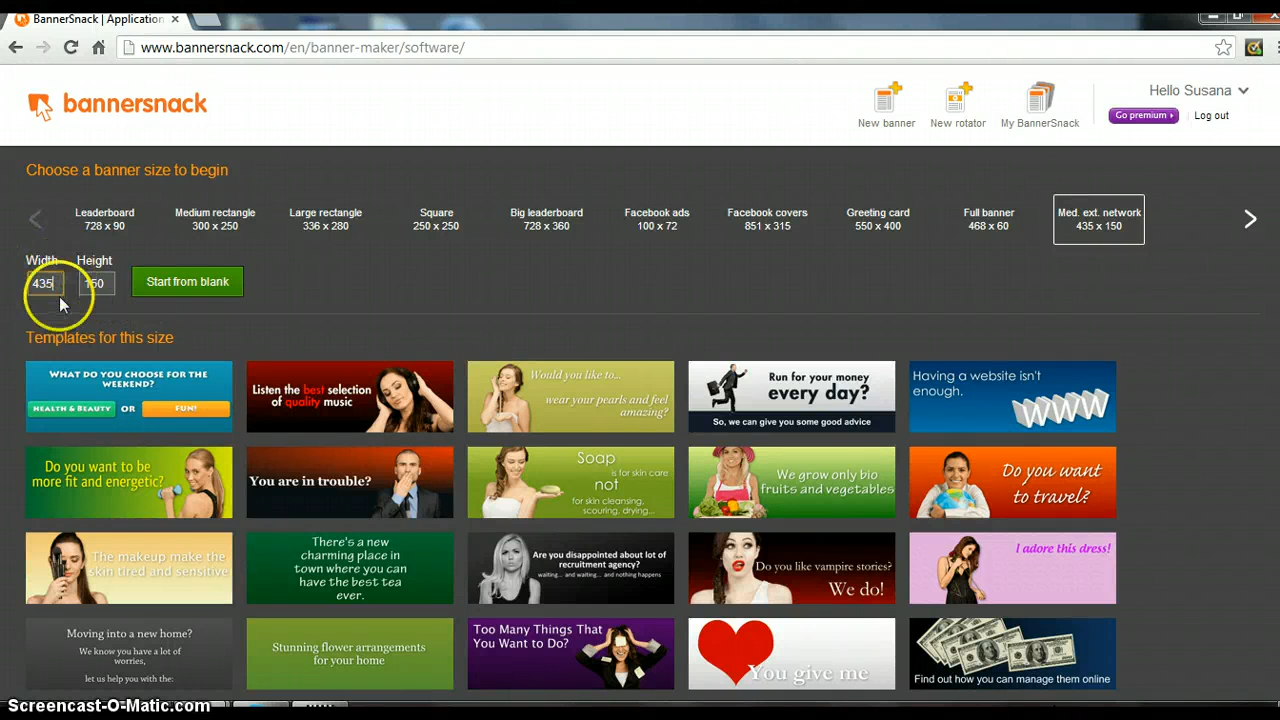 BannerSnack | Application
www.bannersnack.com/en/banner-maker/software/
bannersnack
New banner
New rotator
My BannerSnack
Hello Susana
Go premium
Log out
Choose a banner size to begin
Leaderboard
728 x 90
Medium rectangle
300 x 250
Large rectangle
336 x 280
Square
250 x 250
Big leaderboard
728 x 360
Facebook ads
100 x 72
Facebook covers
851 x 315
Greeting card
550 x 400
Full banner
468 x 60
Med. ext. network
435 x 150
Width
Height
435
150
Start from blank
Templates for this size
WHAT DO YOU CHOOSE FOR THE
WEEKEND?
HEALTH & BEAUTY OR FUN!
Listen the best selection
of quality music
Would you like to...
wear your pearls and feel
amazing?
Run for your money
every day?
So, we can give you some good advice
Having a website isn't
enough.
WWW
Do you want to be
more fit and energetic?
You are in trouble?
Soap
is for skin care
not
for skin cleansing,
scouring, drying...
We grow only bio
fruits and vegetables
Do you want
to travel?
The makeup make the
skin tired and sensitive
There's a new
charming place in
town where you can
have the best tea
ever.
Are you disappointed about lot of
recruitment agency?
waiting... and waiting... and nothing happens
Do you like vampire stories?
We do!
I adore this dress!
Moving into a new home?
We know you have a lot of
worries,
let us help you with the:
Stunning flower arrangements
for your home
Too Many Things That
You Want to Do?
You give me
Find out how you can manage them online
Screencast-O-Matic.com